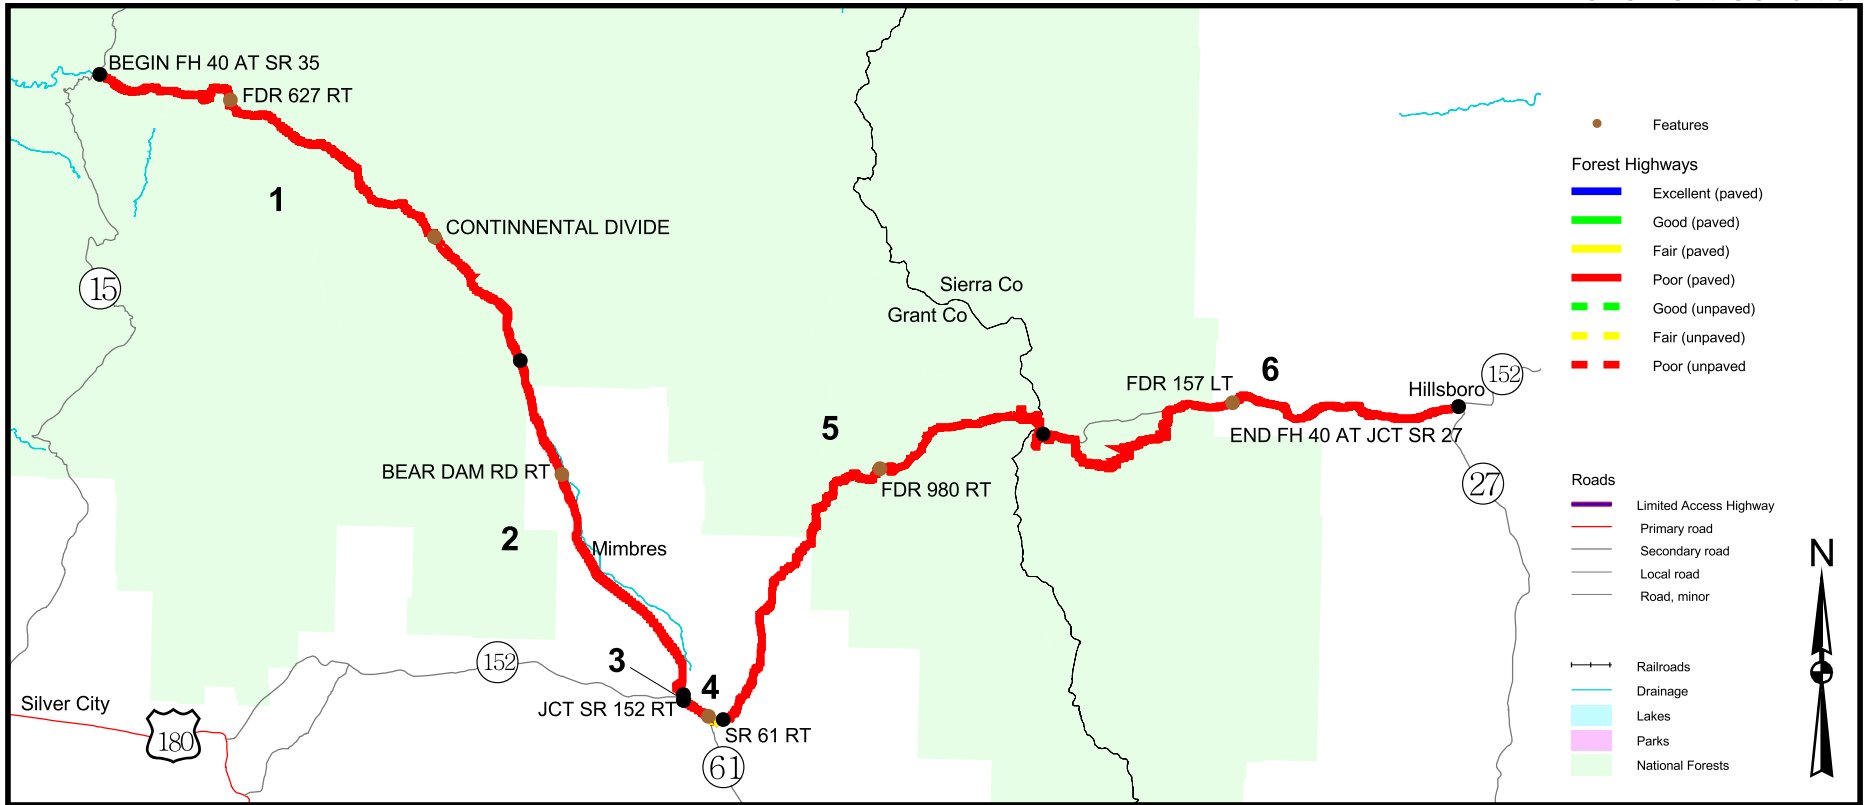 BEGIN FH 40 AT SR 35
FDR 627 RT
1
CONTINNENTAL DIVIDE
15
Sierra Co
Grant Co
6
FDR 157 LT
Hillsboro
152
5
END FH 40 AT JCT SR 27
BEAR DAM RD RT
FDR 980 RT
27
2
Mimbres
152
3
4
JCT SR 152 RT
SR 61 RT
Silver City
180
61
Features
Forest Highways
Excellent (paved)
Good (paved)
Fair (paved)
Poor (paved)
Good (unpaved)
Fair (unpaved)
Poor (unpaved
Roads
Limited Access Highway
Primary road
Secondary road
Local road
Road, minor
Railroads
Drainage
Lakes
Parks
National Forests
N